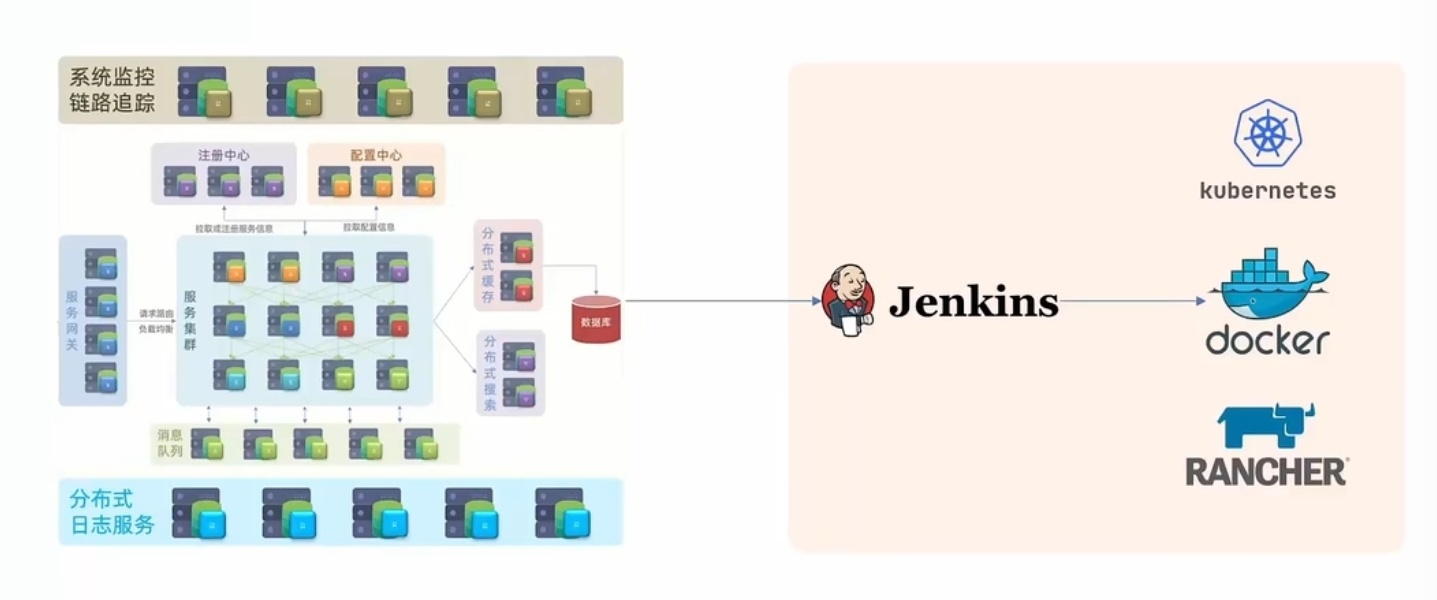 系统监控
链路追踪
注册中心
配置中心
拉取或注册服务信息
拉取配置信息
服务网关
请求路由
负载均衡
服务集群
分布式缓存
分布式搜索
数据库
消息
队列
分布式
日志服务
Jenkins
kubernetes
docker
RANCHER